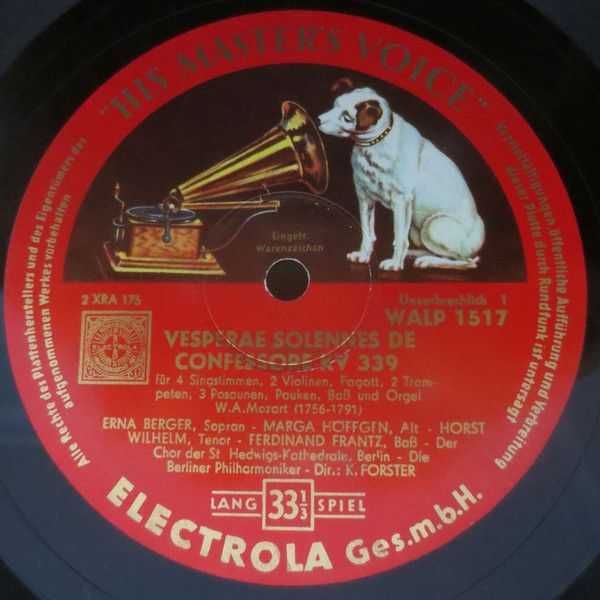 "HIS MASTER'S VOICE"
Eingetr.
Warenzeichen
2 XRA 175
Unzerbrechlich 1
WALP 1517
VESPERAE SOLENNES DE
CONFESSORE KV 339
für 4 Singstimmen, 2 Violinen, Fagott, 2 Trom-
peten, 3 Posaunen, Pauken, Baß und Orgel
W.A.Mozart (1756-1791)
ERNA BERGER, Sopran - MARGA HÖFFGEN, Alt - HORST
WILHELM, Tenor - FERDINAND FRANTZ, Baß - Der
Chor der St. Hedwigs-Kathedrale, Berlin - Die
Berliner Philharmoniker - Dir.: K. FORSTER
LANG 33⅓ SPIEL
ELECTROLA Ges.m.b.H.
Alle Rechte des Plattenherstellers und des Eigentümers des
aufgenommenen Werkes vorbehalten
Vervielfältigungen öffentliche Aufführung und Verbreitung
dieser Platte durch Rundfunk ist untersagt